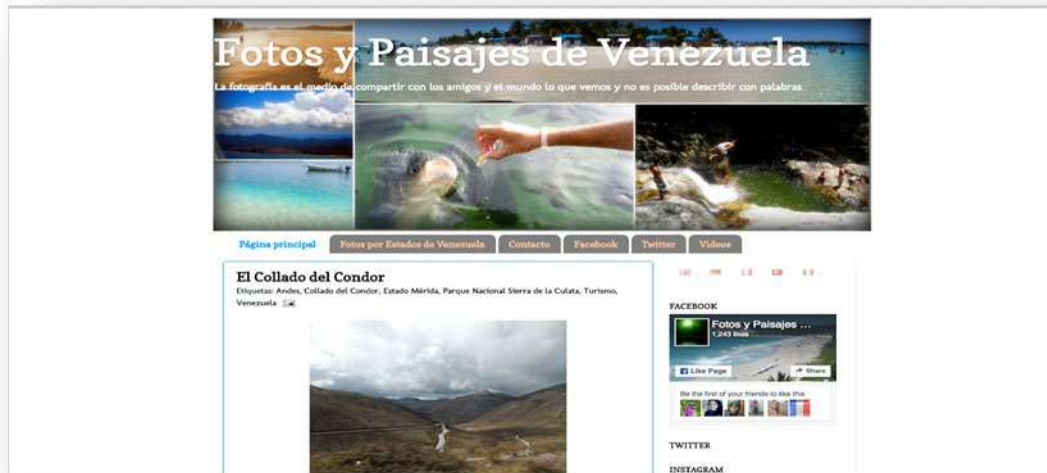 Fotos y Paisajes de Venezuela
La fotografía es el medio de compartir con los amigos y el mundo lo que vemos y no es posible describir con palabras
Página principal
Fotos por Estados de Venezuela
Contacto
Facebook
Twitter
Videos
El Collado del Condor
Etiquetas: Andes, Collado del Condor, Estado Mérida, Parque Nacional Sierra de la Culata, Turismo,
Venezuela
FACEBOOK
Fotos y Paisajes ...
1,243 likes
Like Page
Share
Be the first of your friends to like this
TWITTER
INSTAGRAM